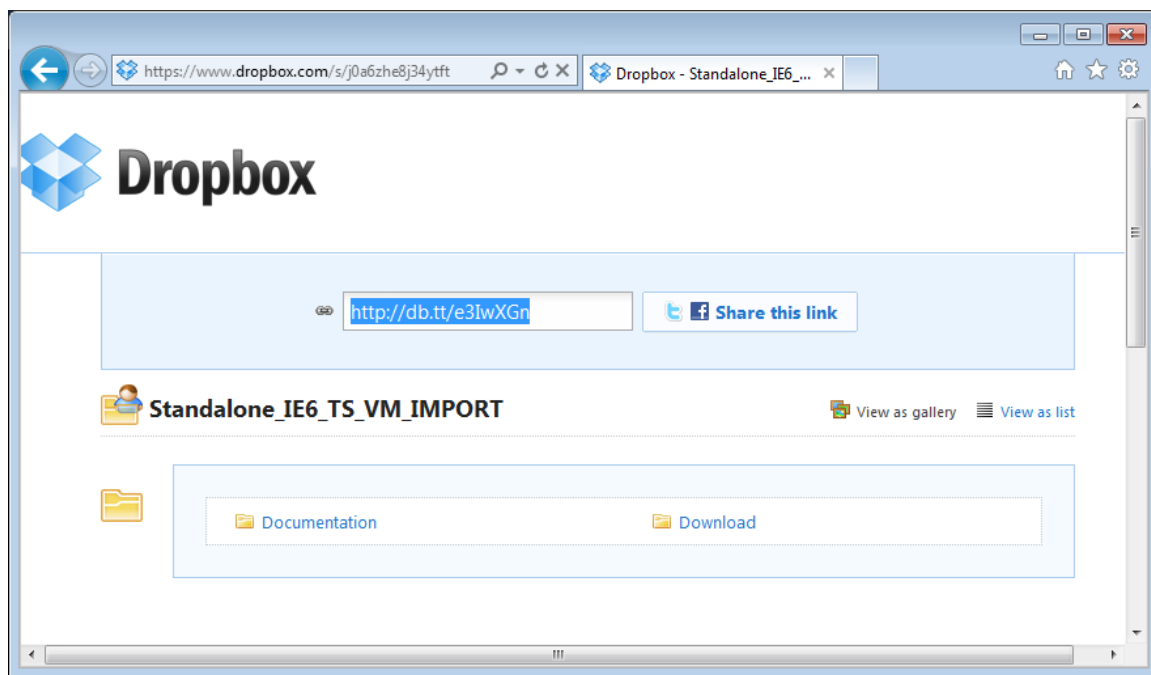 https://www.dropbox.com/s/j0a6zhe8j34ytft
Dropbox - Standalone_IE6_...
Dropbox
http://db.tt/e3IwXGn
Share this link
Standalone_IE6_TS_VM_IMPORT
View as gallery
View as list
Documentation
Download